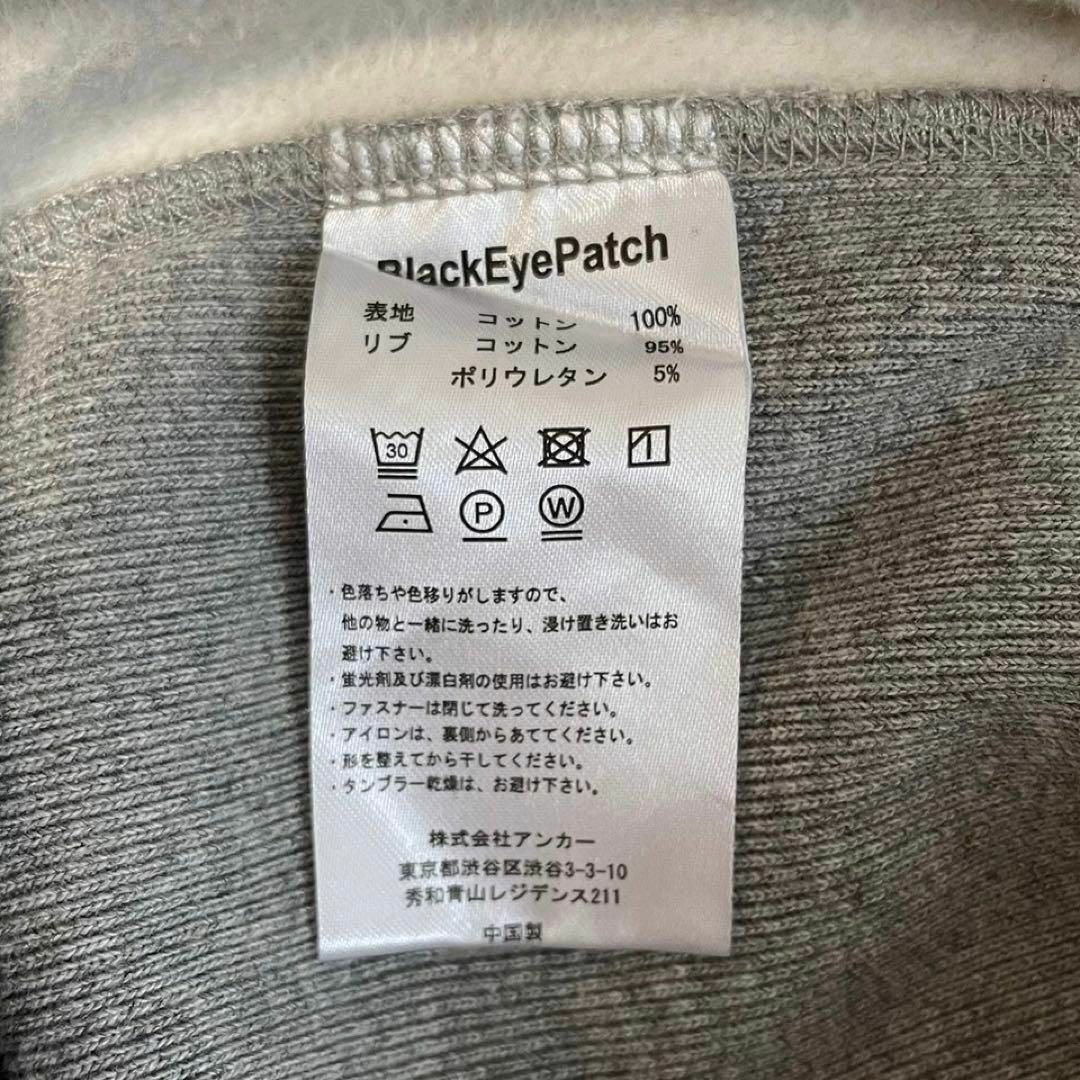 BlackEyePatch
表地 コットン 100%
リブ コットン 95%
ポリウレタン 5%
30
P W
・色落ちや色移りがしますので、
他の物と一緒に洗ったり、浸け置き洗いはお
避け下さい。
・蛍光剤及び漂白剤の使用はお避け下さい。
・ファスナーは閉じて洗ってください。
・アイロンは、裏側からあててください。
・形を整えてから干してください。
・タンブラー乾燥は、お避け下さい。
株式会社アンカー
東京都渋谷区渋谷3-3-10
秀和青山レジデンス211
中国製